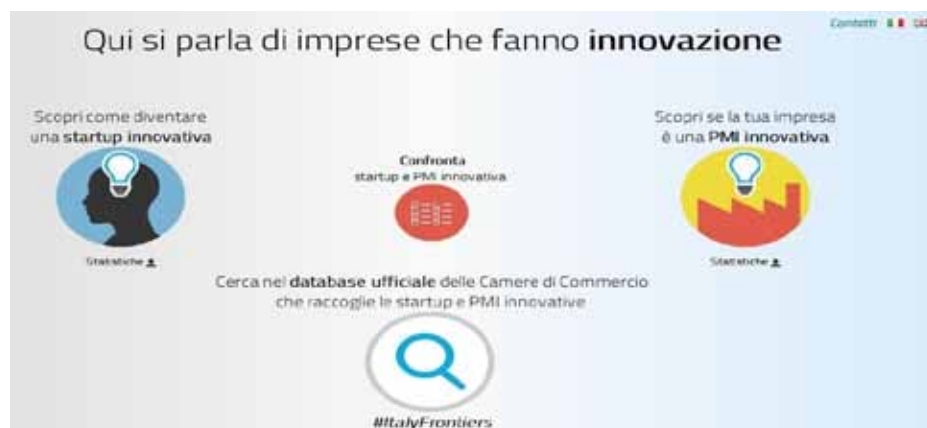 Contatti
Qui si parla di imprese che fanno innovazione
Scopri come diventare
una startup innovativa
Statistiche
Confronta
startup e PMI innovativa
Scopri se la tua impresa
è una PMI innovativa
Statistiche
Cerca nel database ufficiale delle Camere di Commercio
che raccoglie le startup e PMI innovative
#ItalyFrontiers